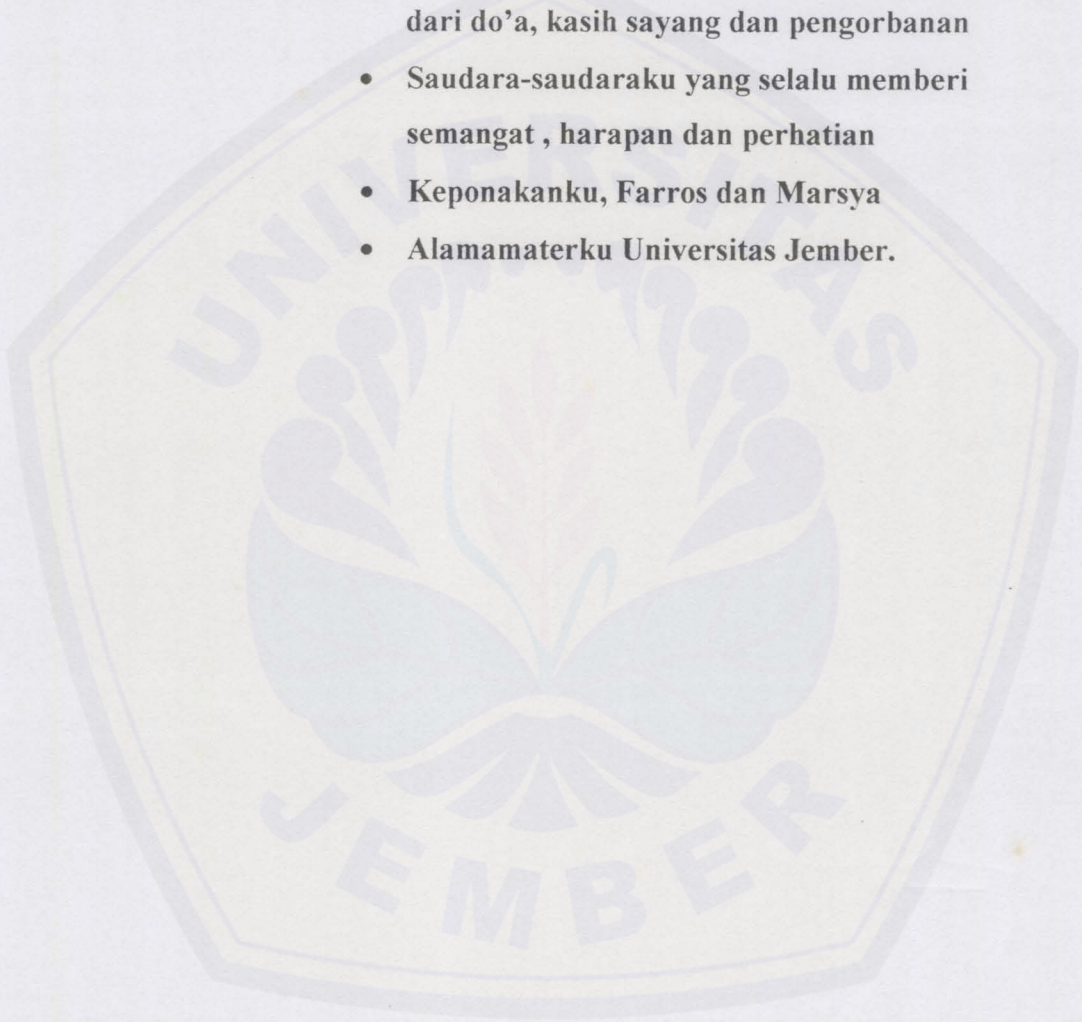 dari do’a, kasih sayang dan pengorbanan
• Saudara-saudaraku yang selalu memberi
semangat , harapan dan perhatian
• Keponakanku, Farros dan Marsya
• Alamamaterku Universitas Jember.
UNIVERSITAS
JEMBER